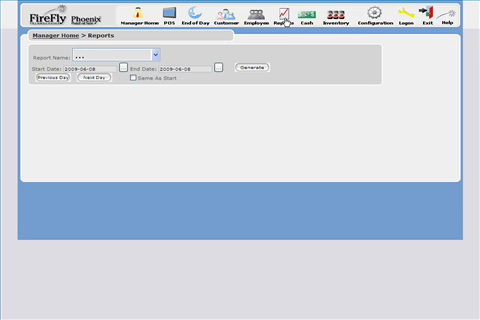 FIREFLY Phoenix
Manager Home POS End of Day Customer Employee Reports Cash Inventory Configuration Logon Exit Help
Manager Home > Reports
Report Name: ...
Start Date: 2009-06-08 ... End Date: 2009-06-08 ... Generate
Previous Day Next Day Same As Start